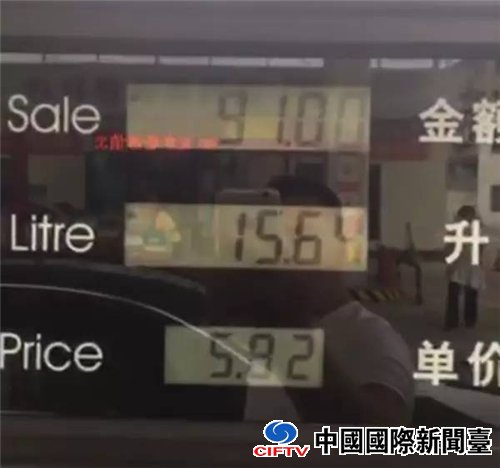 Sale 91.00 金额
Litre 15.64 升
Price 5.82 单价
CIFTV 中國國際新聞臺